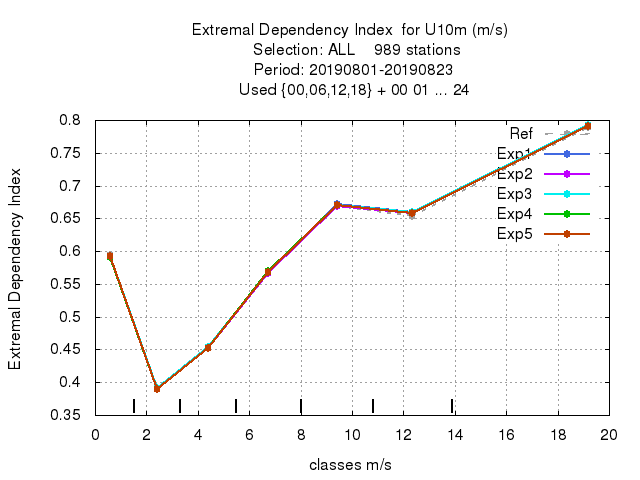 Extremal Dependency Index for U10m (m/s)
Selection: ALL 989 stations
Period: 20190801-20190823
Used {00,06,12,18} + 00 01 ... 24
Extremal Dependency Index
0.8
0.75
0.7
0.65
0.6
0.55
0.5
0.45
0.4
0.35
Ref
Exp1
Exp2
Exp3
Exp4
Exp5
0 2 4 6 8 10 12 14 16 18 20
classes m/s